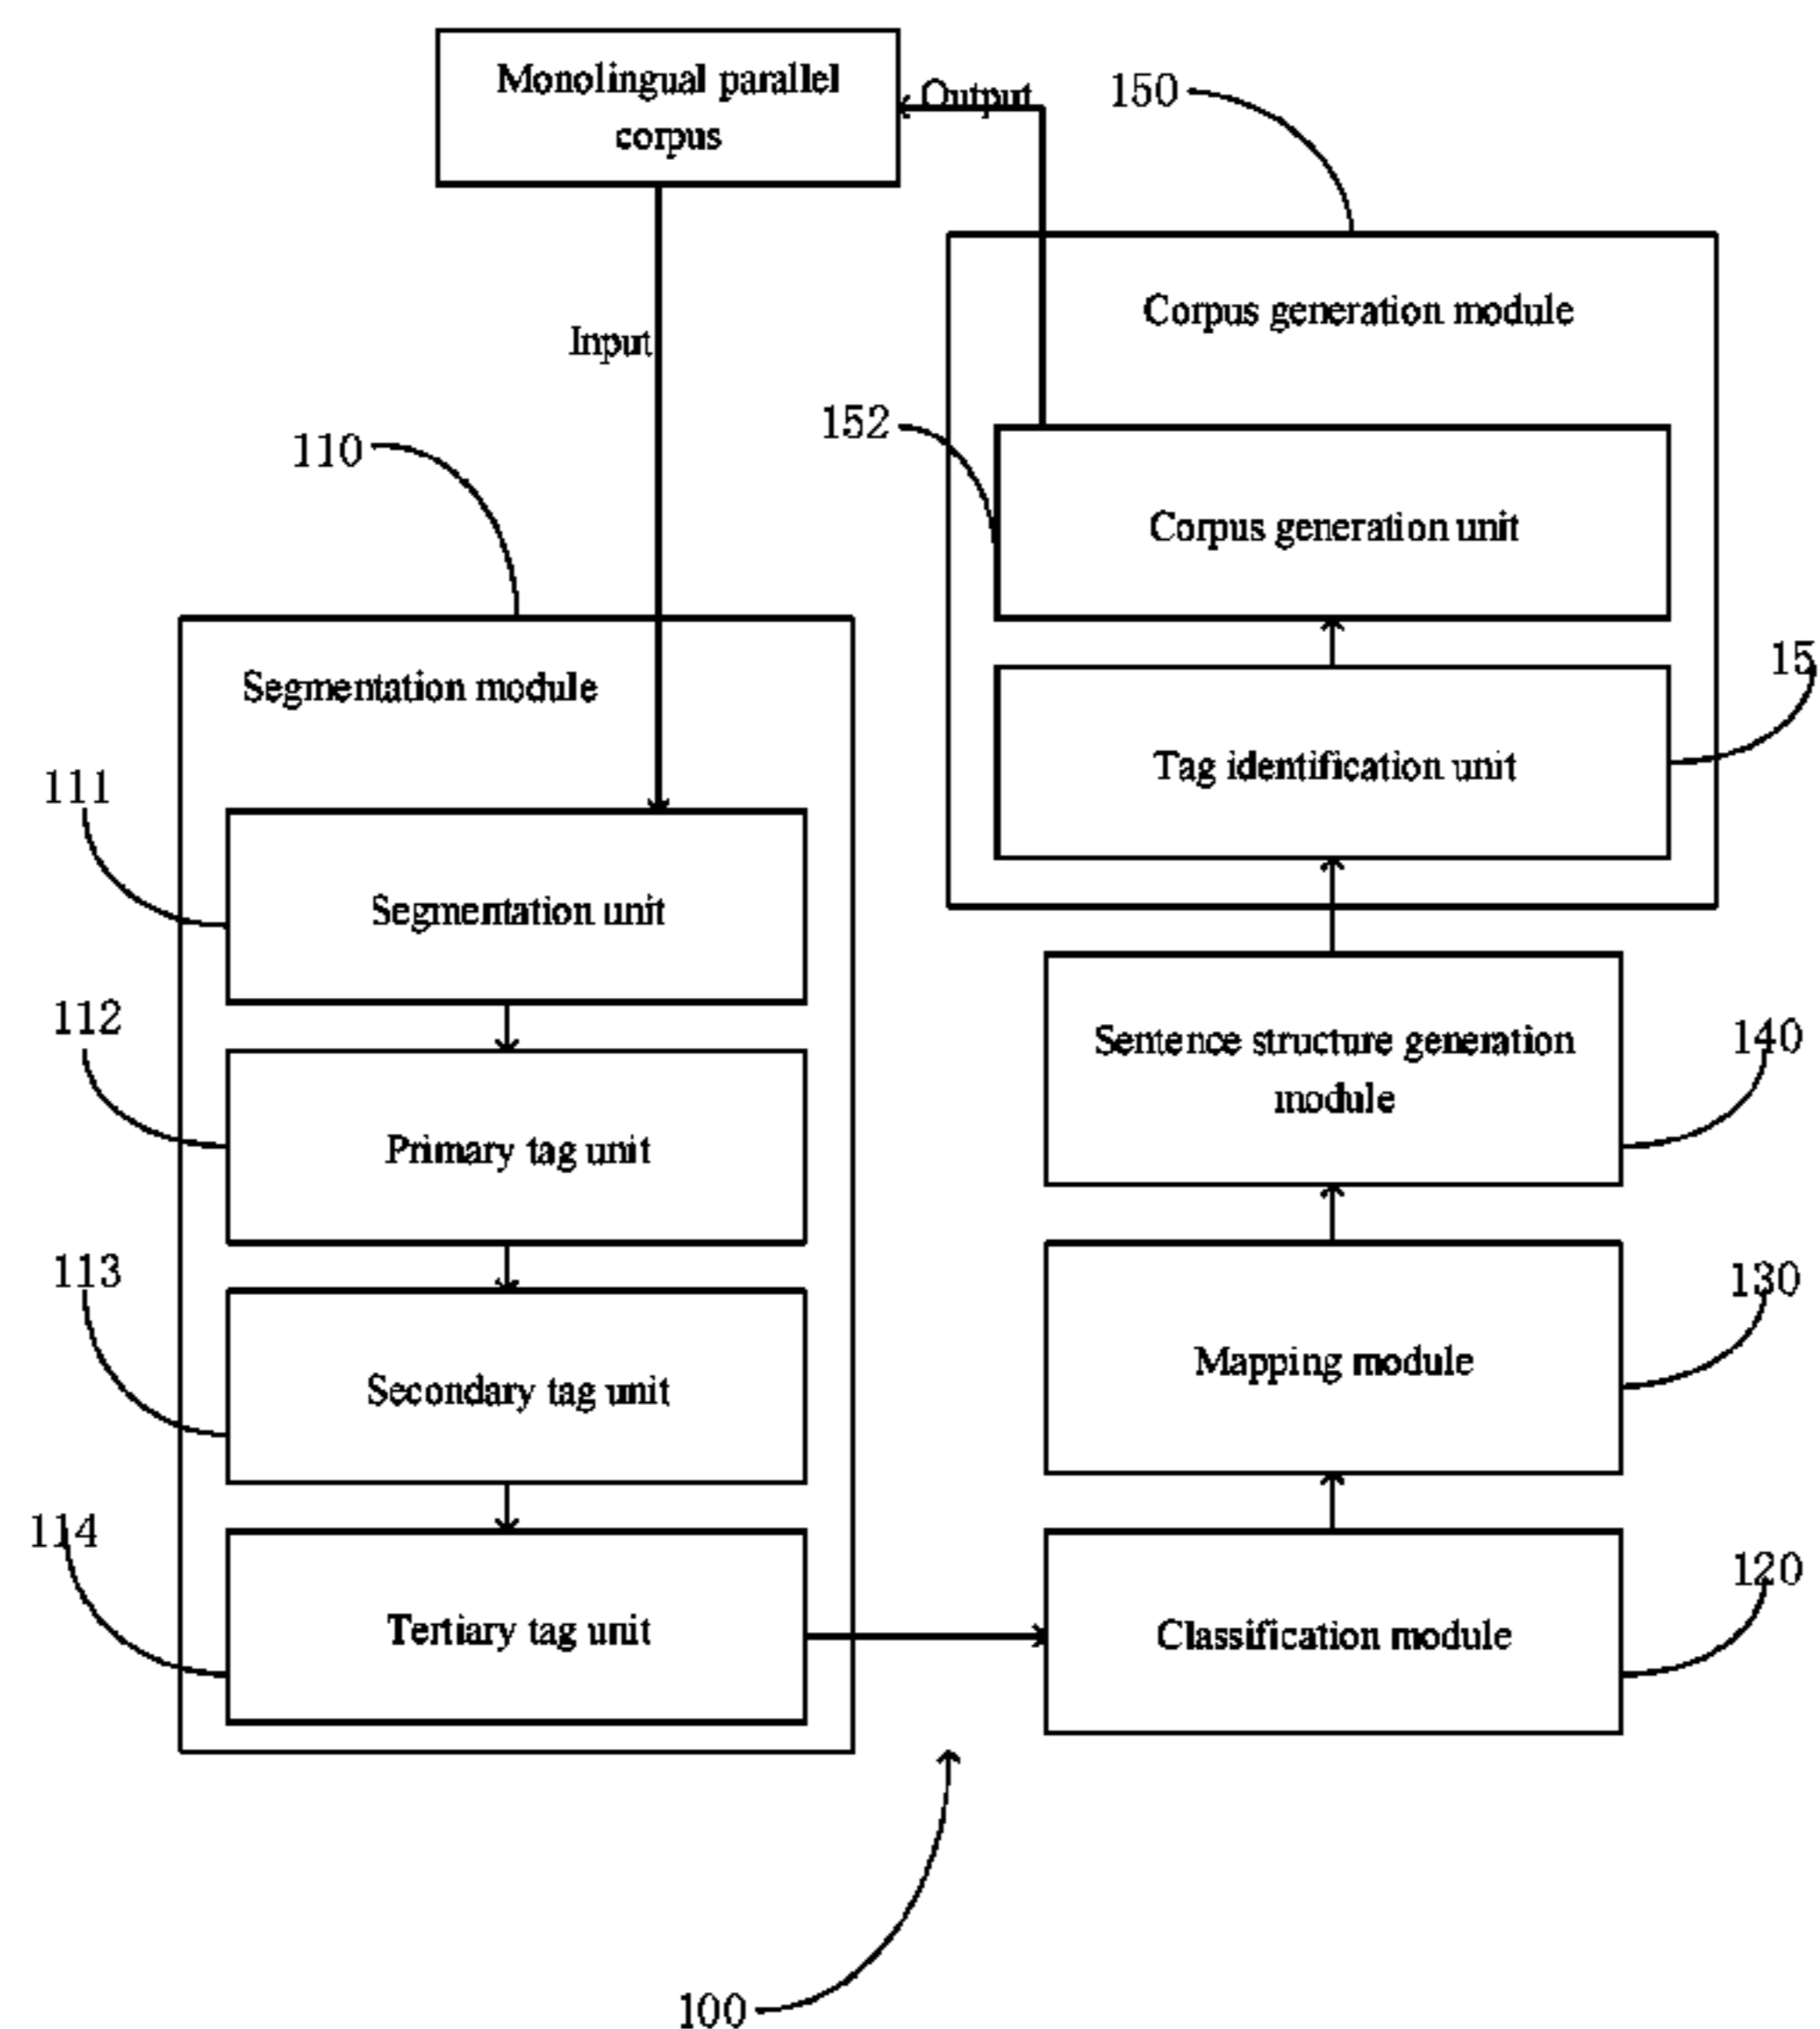 Monolingual parallel
corpus
Output
150
Corpus generation module
Input
152
110
Corpus generation unit
Segmentation module
15
Tag identification unit
111
Segmentation unit
112
Sentence structure generation
module
140
Primary tag unit
113
130
Mapping module
Secondary tag unit
114
120
Tertiary tag unit
Classification module
100